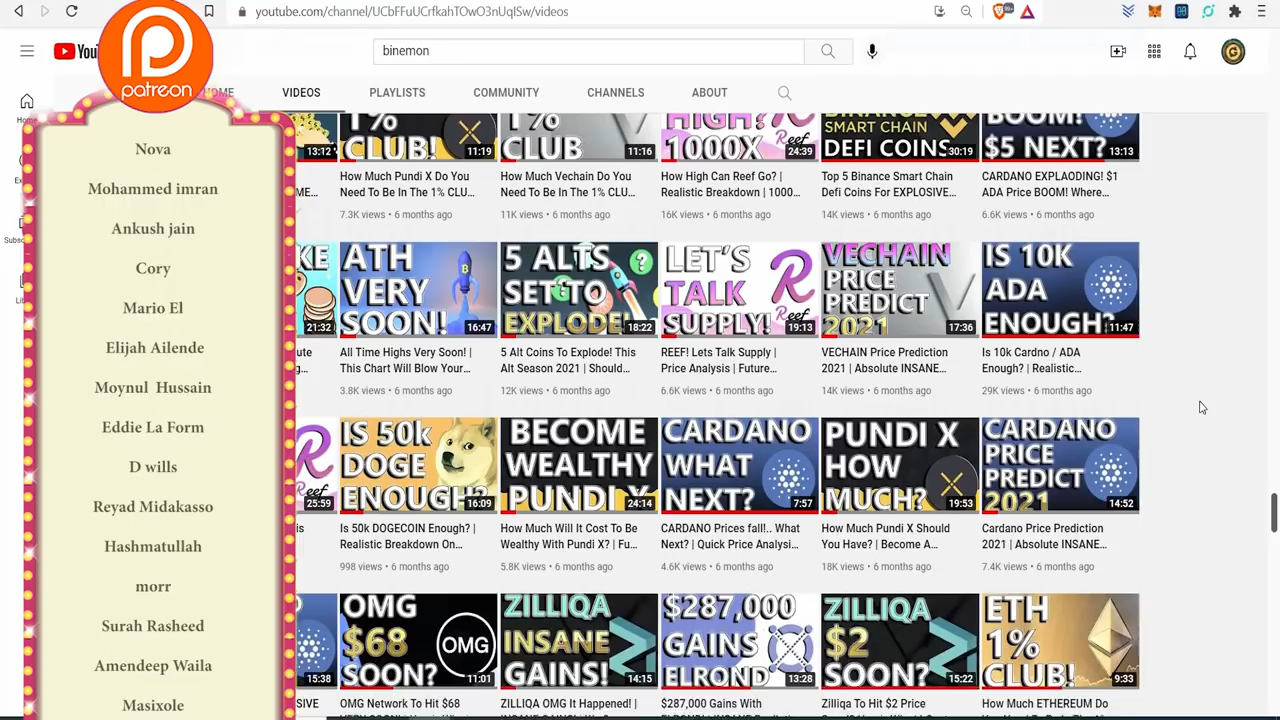 youtube.com/channel/UCbFFuUCrfkahTOwO3nUqISw/videos
99+
You
binemon
patreon
HOME
VIDEOS
PLAYLISTS
COMMUNITY
CHANNELS
ABOUT
Nova
Mohammed imran
Ankush jain
Cory
Mario El
Elijah Ailende
Moynul Hussain
Eddie La Form
D wills
Reyad Midakasso
Hashmatullah
morr
Surah Rasheed
Amendeep Waila
Masixole
13:12
1%
CLUB!
11:19
How Much Pundi X Do You
Need To Be In The 1% CLU...
7.3K views • 6 months ago
1%
CLUB
11:16
How Much Vechain Do You
Need To Be In The 1% CLU...
11K views • 6 months ago
HIGH?
1000X
Reef
24:39
How High Can Reef Go? |
Realistic Breakdown | 1000...
16K views • 6 months ago
BINANCE
SMART CHAIN
DEFI COINS
30:19
Top 5 Binance Smart Chain
Defi Coins For EXPLOSIVE...
14K views • 6 months ago
BOOM!
$5 NEXT?
13:13
CARDANO EXPLAODING! $1
ADA Price BOOM! Where...
6.6K views • 6 months ago
21:32
ATH
VERY
SOON!
16:47
All Time Highs Very Soon! |
This Chart Will Blow Your...
3.8K views • 6 months ago
5 ALTS
SET TO
EXPLODE!
18:22
5 Alt Coins To Explode! This
Alt Season 2021 | Should...
12K views • 6 months ago
LET'S
TALK
SUPPLY!
Reef
19:13
REEF! Lets Talk Supply |
Price Analysis | Future...
6.6K views • 6 months ago
VECHAIN
PRICE
PREDICT
2021
17:36
VECHAIN Price Prediction
2021 | Absolute INSANE...
14K views • 6 months ago
IS 10K
ADA
ENOUGH?
11:47
Is 10k Cardno / ADA
Enough? | Realistic...
29K views • 6 months ago
Reef
25:59
IS 50k
DOGE
ENOUGH?
16:09
Is 50k DOGECOIN Enough? |
Realistic Breakdown On...
998 views • 6 months ago
BECOME
WEALTHY
PUNDI X
24:14
How Much Will It Cost To Be
Wealthy With Pundi X? | Fu...
5.8K views • 6 months ago
CARDANO
WHAT
NEXT?
7:57
CARDANO Prices fall!.. What
Next? | Quick Price Analysi...
4.6K views • 6 months ago
PUNDI X
HOW
MUCH?
19:53
How Much Pundi X Should
You Have? | Become A...
18K views • 6 months ago
CARDANO
PRICE
PREDICT
2021
14:52
Cardano Price Prediction
2021 | Absolute INSANE...
7.4K views • 6 months ago
15:38
OMG
$68
SOON?
OMG
11:01
OMG Network To Hit $68
ZILLIQA
INSANE
GAINS!
14:15
ZILLIQA OMG It Happened! |
$287,000
GAINS
ELROND
13:28
$287,000 Gains With
ZILLIQA
$2
SOON?
15:22
Zilliqa To Hit $2 Price
ETH
1%
CLUB!
9:33
How Much ETHEREUM Do